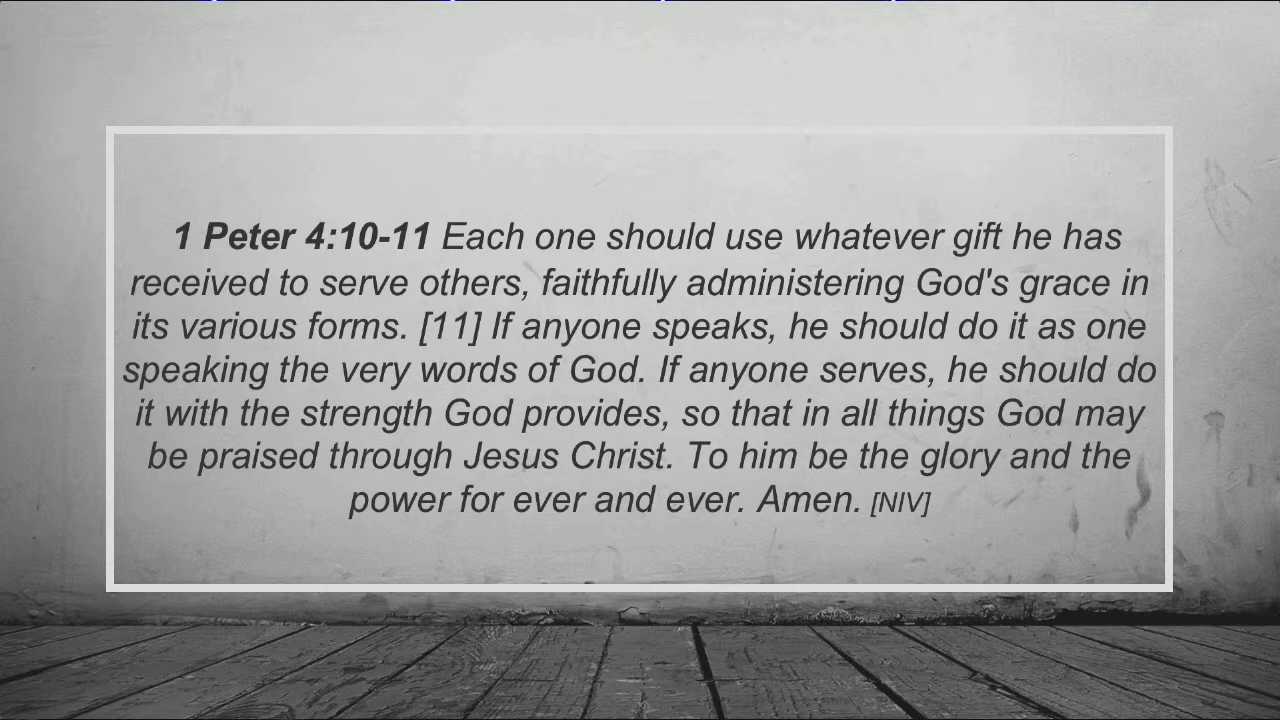 1 Peter 4:10-11 Each one should use whatever gift he has
received to serve others, faithfully administering God's grace in
its various forms. [11] If anyone speaks, he should do it as one
speaking the very words of God. If anyone serves, he should do
it with the strength God provides, so that in all things God may
be praised through Jesus Christ. To him be the glory and the
power for ever and ever. Amen. [NIV]